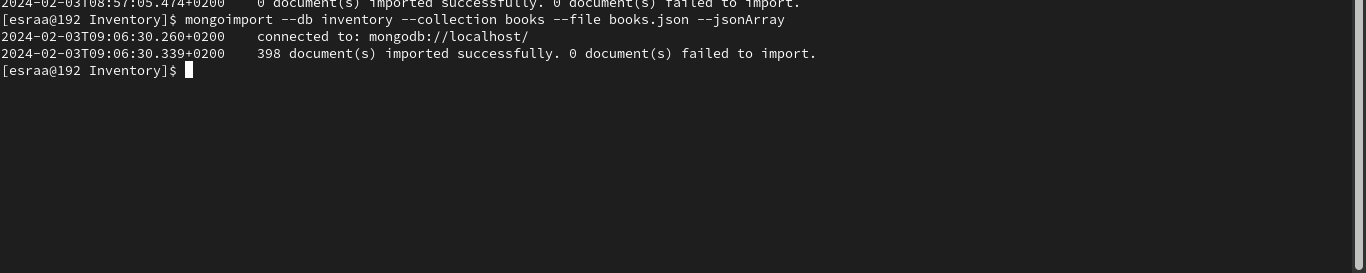 2024-02-03T08:57:05.474+0200    0 document(s) imported successfully. 0 document(s) failed to import.
[esraa@192 Inventory]$ mongoimport --db inventory --collection books --file books.json --jsonArray
2024-02-03T09:06:30.260+0200    connected to: mongodb://localhost/
2024-02-03T09:06:30.339+0200    398 document(s) imported successfully. 0 document(s) failed to import.
[esraa@192 Inventory]$